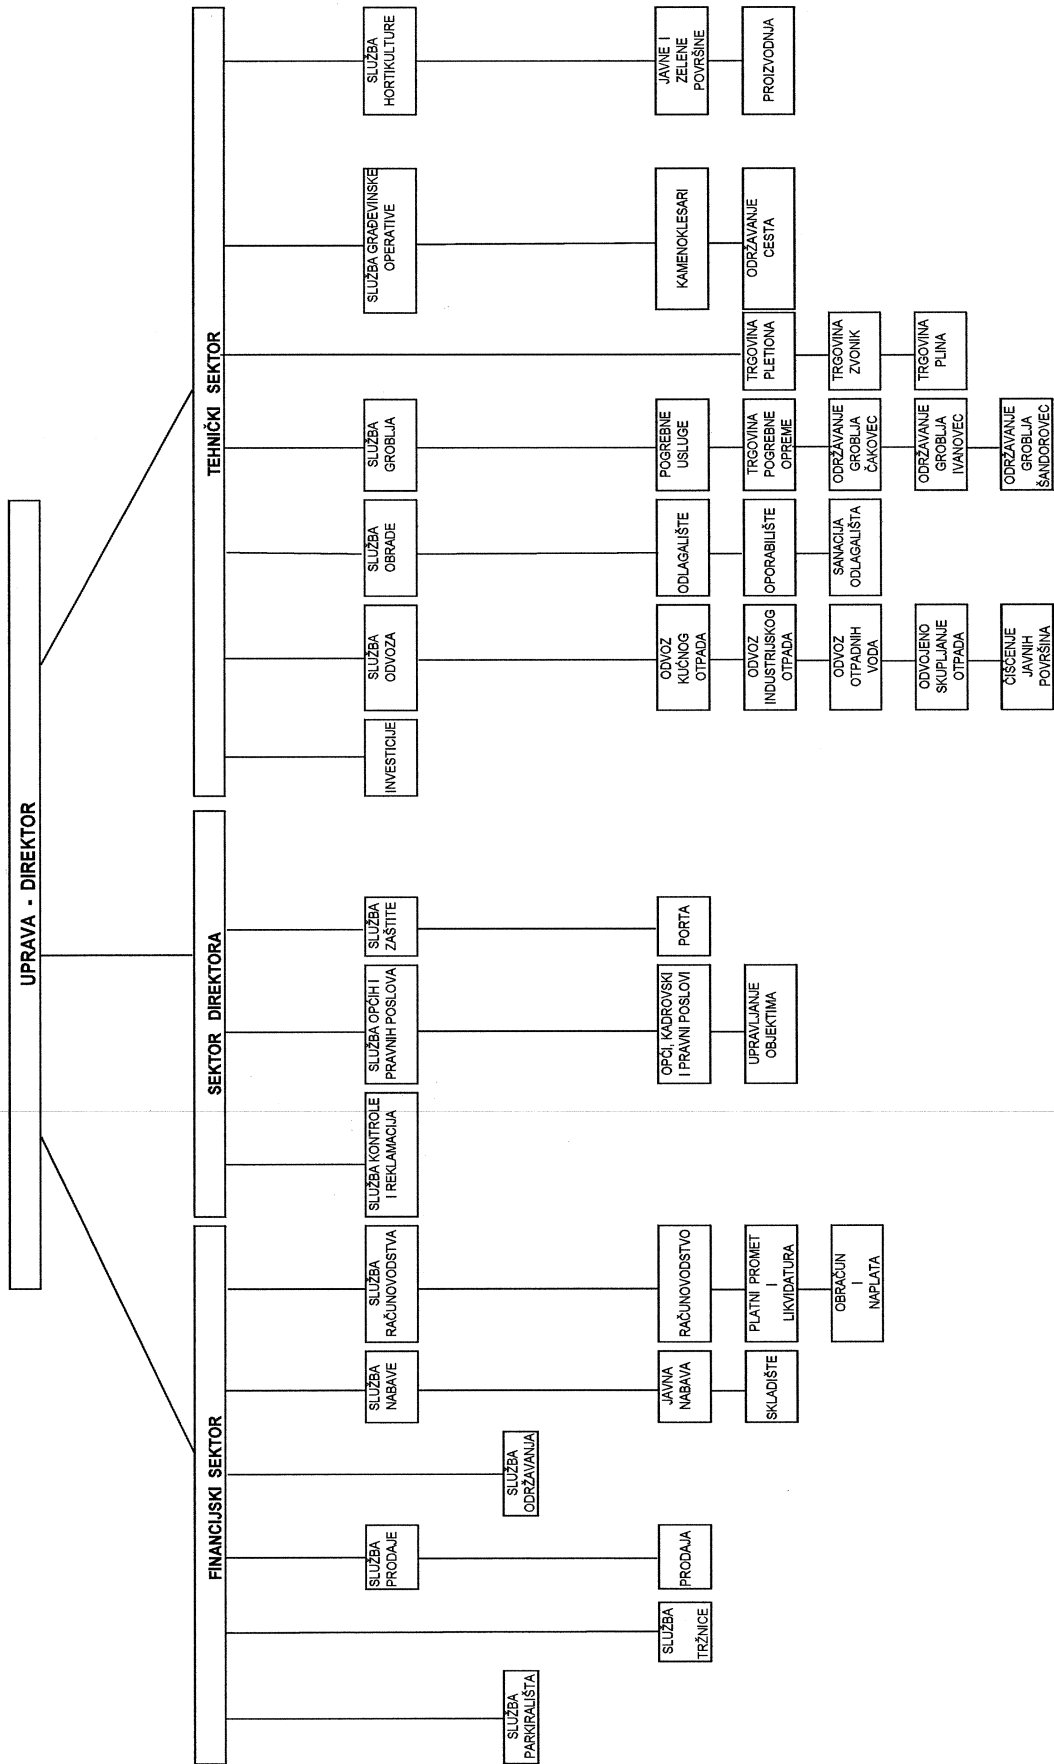 UPRAVA - DIREKTOR
FINANCIJSKI SEKTOR
SEKTOR DIREKTORA
TEHNIČKI SEKTOR
SLUŽBA
PARKIRALIŠTA
SLUŽBA
TRŽNICE
SLUŽBA
PRODAJE
PRODAJA
SLUŽBA
ODRŽAVANJA
SLUŽBA
NABAVE
JAVNA
NABAVA
SKLADIŠTE
SLUŽBA
RAČUNOVODSTVA
RAČUNOVODSTVO
PLATNI PROMET
I
LIKVIDATURA
OBRAČUN
I
NAPLATA
SLUŽBA KONTROLE
I REKLAMACIJA
SLUŽBA OPĆIH I
PRAVNIH POSLOVA
OPĆI, KADROVSKI
I PRAVNI POSLOVI
UPRAVLJANJE
OBJEKTIMA
SLUŽBA
ZAŠTITE
PORTA
INVESTICIJE
SLUŽBA
ODVOZA
ODVOZ
KUĆNOG
OTPADA
ODVOZ
INDUSTRIJSKOG
OTPADA
ODVOZ
OTPADNIH
VODA
ODVOJENO
SKUPLJANJE
OTPADA
ČIŠĆENJE
JAVNIH
POVRŠINA
SLUŽBA
OBRADE
ODLAGALIŠTE
OPORABILIŠTE
SANACIJA
ODLAGALIŠTA
SLUŽBA
GROBLJA
POGREBNE
USLUGE
TRGOVINA
POGREBNE
OPREME
ODRŽAVANJE
GROBLJA
ČAKOVEC
ODRŽAVANJE
GROBLJA
IVANOVEC
ODRŽAVANJE
GROBLJA
ŠANDOROVEC
TRGOVINA
PLETIONA
TRGOVINA
ZVONIK
TRGOVINA
PLINA
SLUŽBA GRAĐEVINSKE
OPERATIVE
KAMENOKLESARI
ODRŽAVANJE
CESTA
SLUŽBA
HORTIKULTURE
JAVNE I
ZELENE
POVRŠINE
PROIZVODNJA